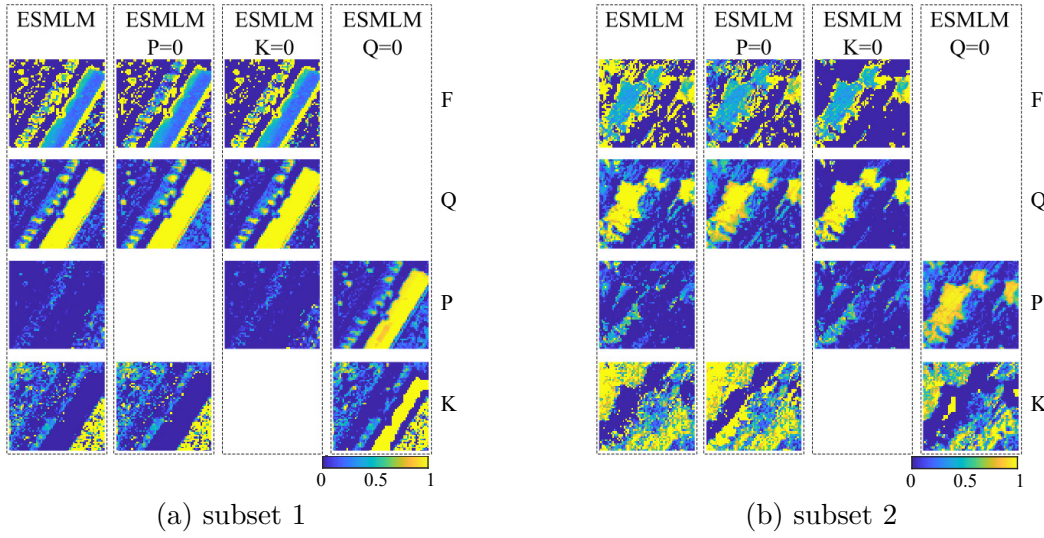 ESMLM ESMLM ESMLM ESMLM
P=0 K=0 Q=0
F
Q
P
K
0 0.5 1
(a) subset 1
ESMLM ESMLM ESMLM ESMLM
P=0 K=0 Q=0
F
Q
P
K
0 0.5 1
(b) subset 2